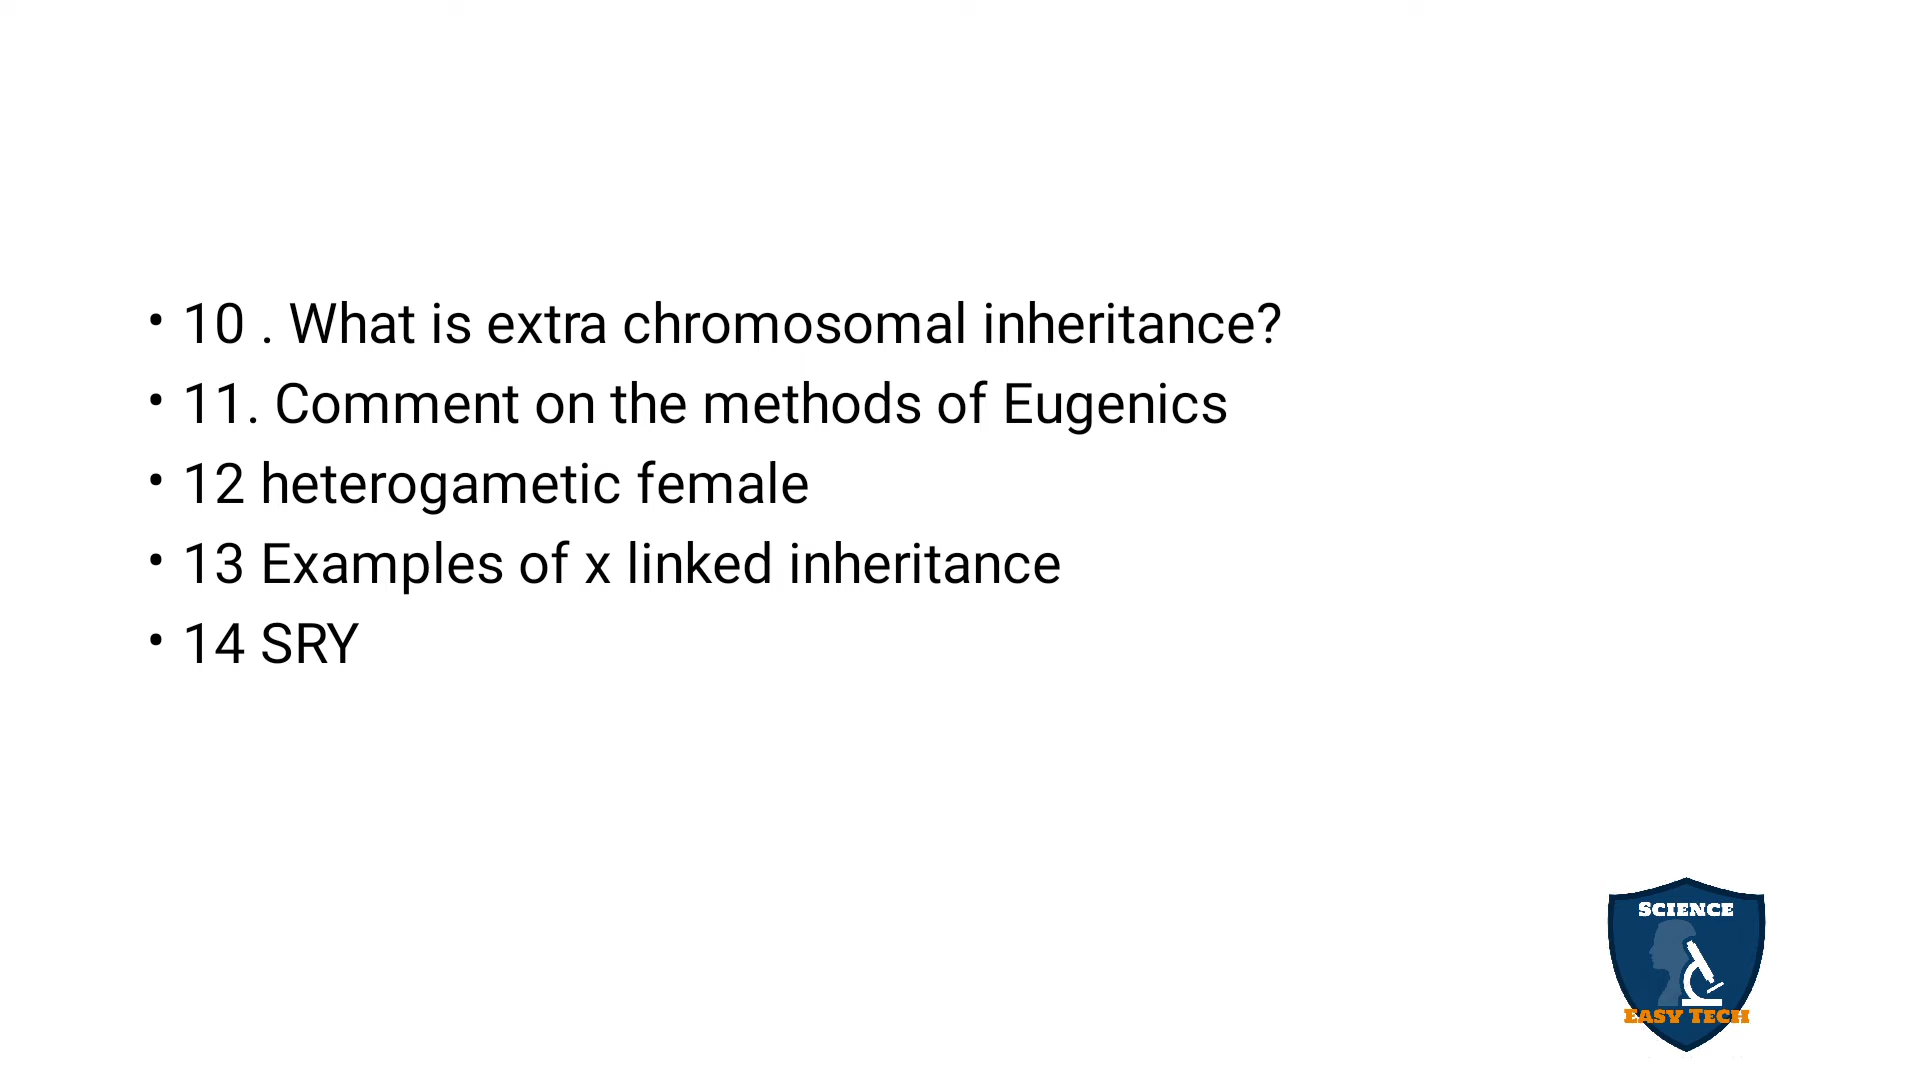 • 10 . What is extra chromosomal inheritance?
• 11. Comment on the methods of Eugenics
• 12 heterogametic female
• 13 Examples of x linked inheritance
• 14 SRY
SCIENCE
EASY TECH